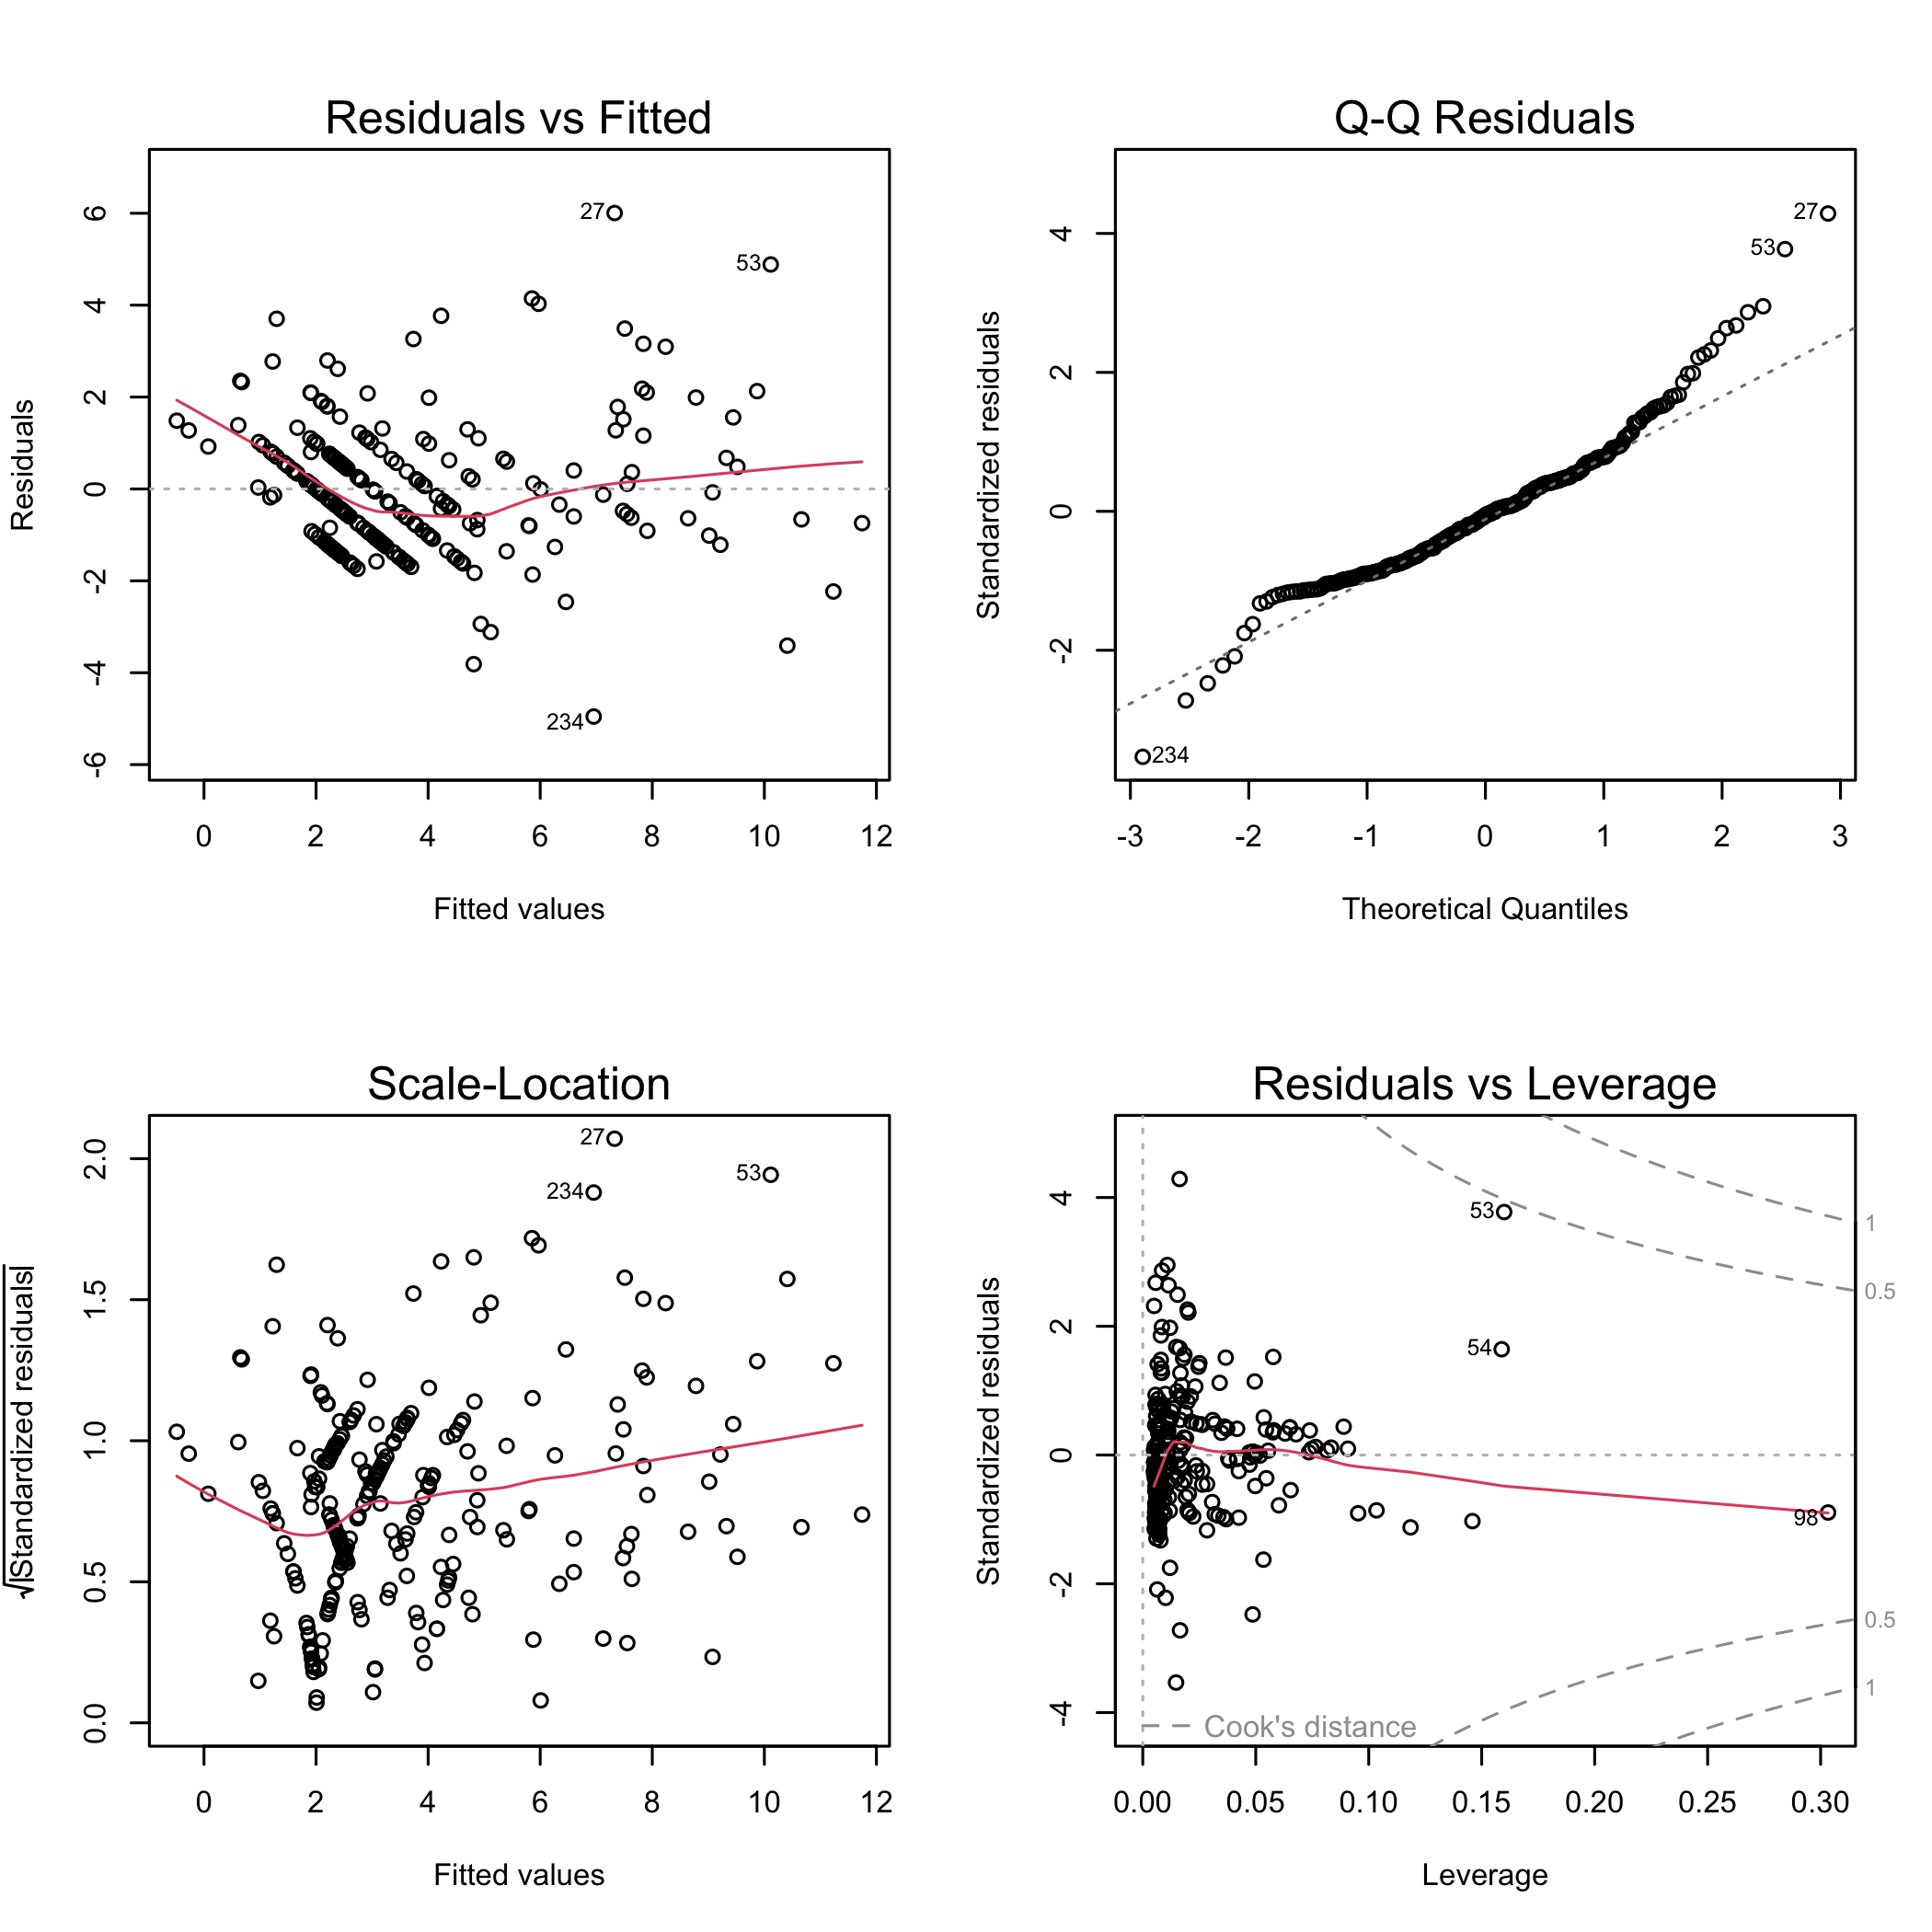 Residuals vs Fitted
Residuals
6
4
2
0
-2
-4
-6
27
53
234
0 2 4 6 8 10 12
Fitted values
Q-Q Residuals
Standardized residuals
4
2
0
-2
27
53
234
-3 -2 -1 0 1 2 3
Theoretical Quantiles
Scale-Location
√|Standardized residuals|
2.0
1.5
1.0
0.5
0.0
27
53
234
0 2 4 6 8 10 12
Fitted values
Residuals vs Leverage
Standardized residuals
4
2
0
-2
-4
53
54
98
1
0.5
0.5
1
Cook's distance
0.00 0.05 0.10 0.15 0.20 0.25 0.30
Leverage